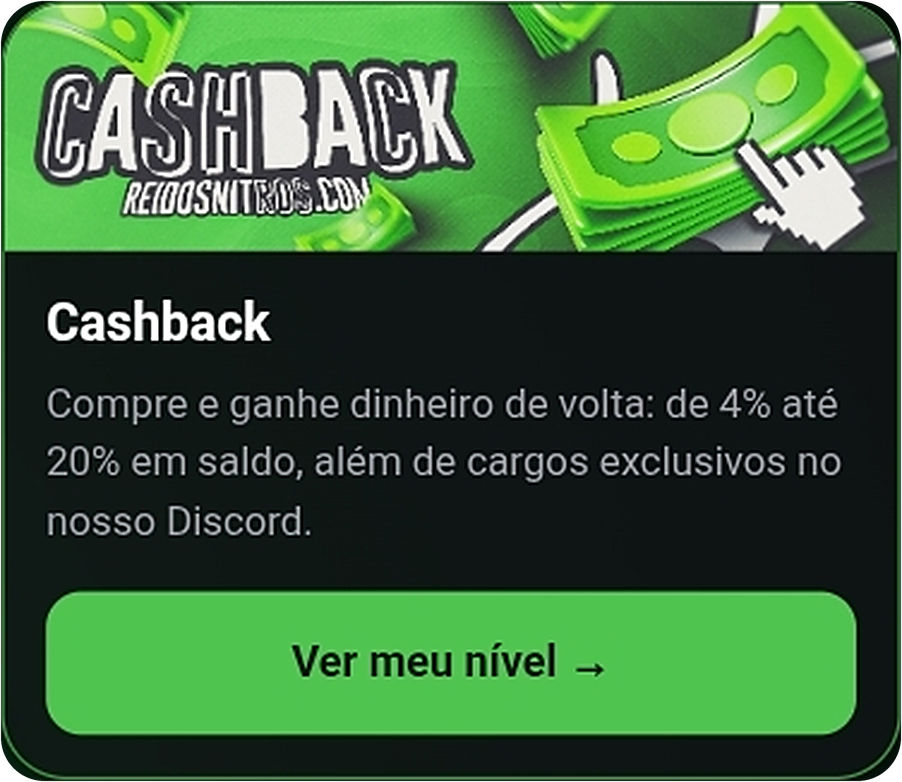 CASHBACK
REIDOSNITROS.COM
Cashback
Compre e ganhe dinheiro de volta: de 4% até
20% em saldo, além de cargos exclusivos no
nosso Discord.
Ver meu nível →